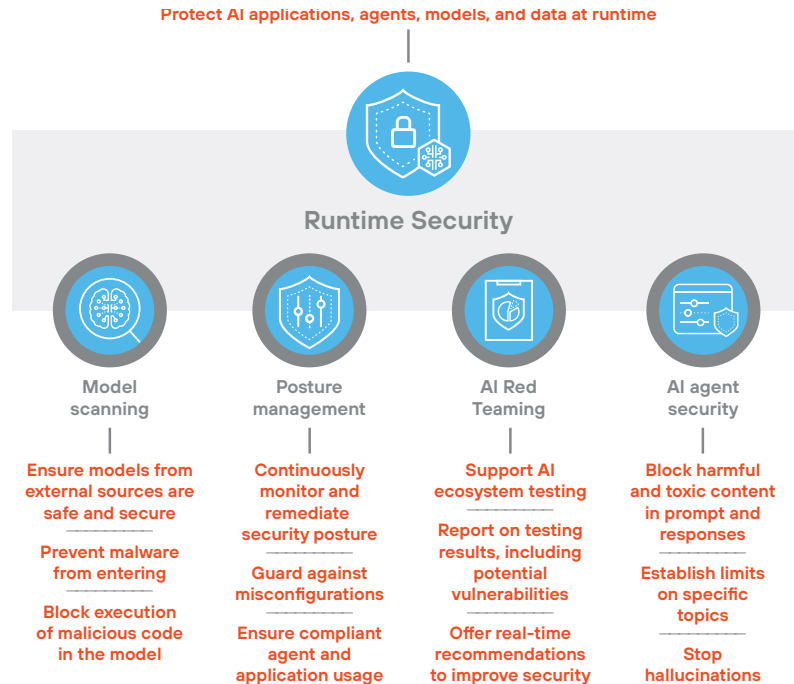 Protect AI applications, agents, models, and data at runtime
Runtime Security
Model
scanning
Ensure models from
external sources are
safe and secure
Prevent malware
from entering
Block execution
of malicious code
in the model
Posture
management
Continuously
monitor and
remediate
security posture
Guard against
misconfigurations
Ensure compliant
agent and
application usage
AI Red
Teaming
Support AI
ecosystem testing
Report on testing
results, including
potential
vulnerabilities
Offer real-time
recommendations
to improve security
AI agent
security
Block harmful
and toxic content
in prompt and
responses
Establish limits
on specific
topics
Stop
hallucinations